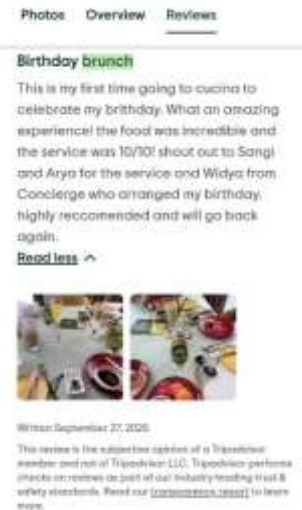 Photos Overview Reviews
Birthday brunch
This is my first time going to cucina to
celebrate my brithday. What an amazing
experience! the food was incredible and
the service was 10/10! shout out to Sangi
and Arya for the service and Widya from
Concierge who arranged my birthday.
highly reccomended and will go back
again.
Read less
Written September 27, 2025
This review is the subjective opinion of a Tripadvisor
member and not of Tripadvisor LLC. Tripadvisor performs
checks on reviews as part of our industry-leading trust &
safety standards. Read our transparency report to learn
more.